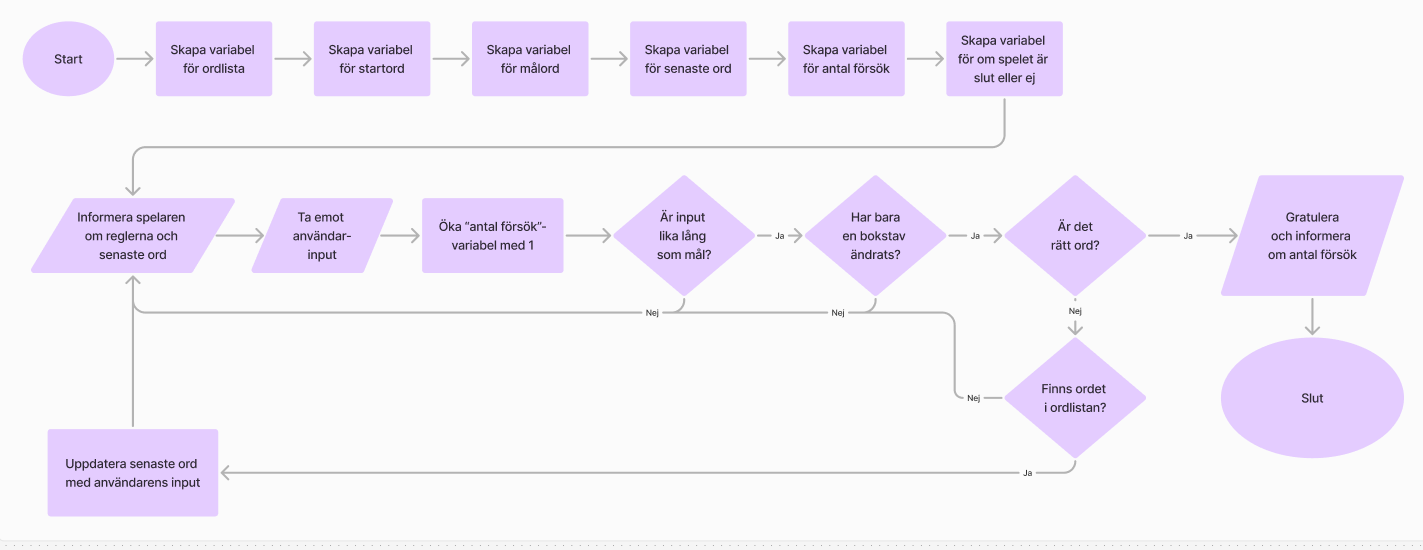 Start
Skapa variabel
för ordlista
Skapa variabel
för startord
Skapa variabel
för målord
Skapa variabel
för senaste ord
Skapa variabel
för antal försök
Skapa variabel
för om spelet är
slut eller ej
Informera spelaren
om reglerna och
senaste ord
Ta emot
användar-
input
Öka “antal försök”-
variabel med 1
Är input
lika lång
som mål?
Ja
Har bara
en bokstav
ändrats?
Ja
Är det
rätt ord?
Ja
Gratulera
och informera
om antal försök
Nej
Nej
Nej
Finns ordet
i ordlistan?
Nej
Slut
Uppdatera senaste ord
med användarens input
Ja